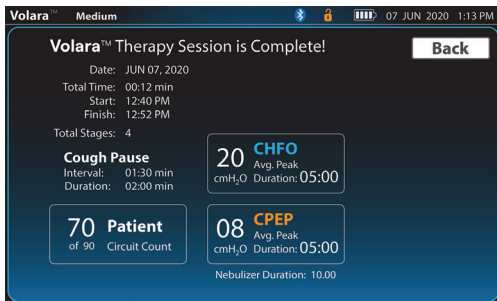 Volara™ Medium 07 JUN 2020 1:13 PM
Volara™ Therapy Session is Complete!
Back
Date: JUN 07, 2020
Total Time: 00:12 min
Start: 12:40 PM
Finish: 12:52 PM
Total Stages: 4
Cough Pause
Interval: 01:30 min
Duration: 02:00 min
70 Patient
of 90 Circuit Count
20 CHFO
Avg. Peak
cmH₂O Duration: 05:00
08 CPEP
Avg. Peak
cmH₂O Duration: 05:00
Nebulizer Duration: 10.00